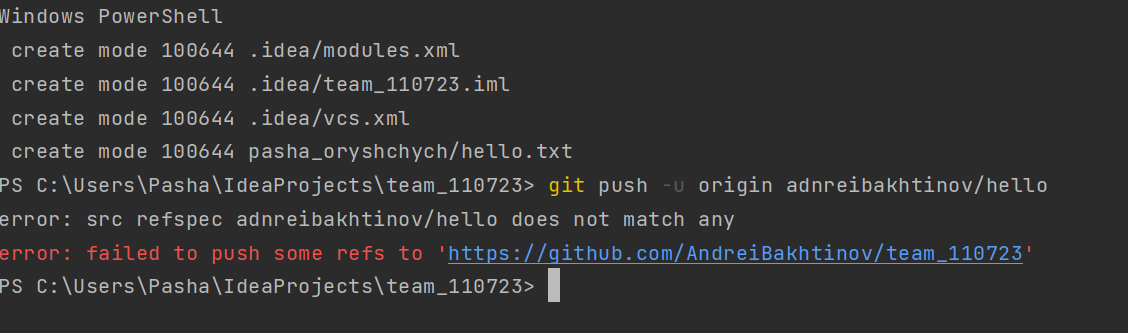 Windows PowerShell
create mode 100644 .idea/modules.xml
create mode 100644 .idea/team_110723.iml
create mode 100644 .idea/vcs.xml
create mode 100644 pasha_oryshchych/hello.txt
PS C:\Users\Pasha\IdeaProjects\team_110723> git push -u origin adnreibakhtinov/hello
error: src refspec adnreibakhtinov/hello does not match any
error: failed to push some refs to 'https://github.com/AndreiBakhtinov/team_110723'
PS C:\Users\Pasha\IdeaProjects\team_110723>